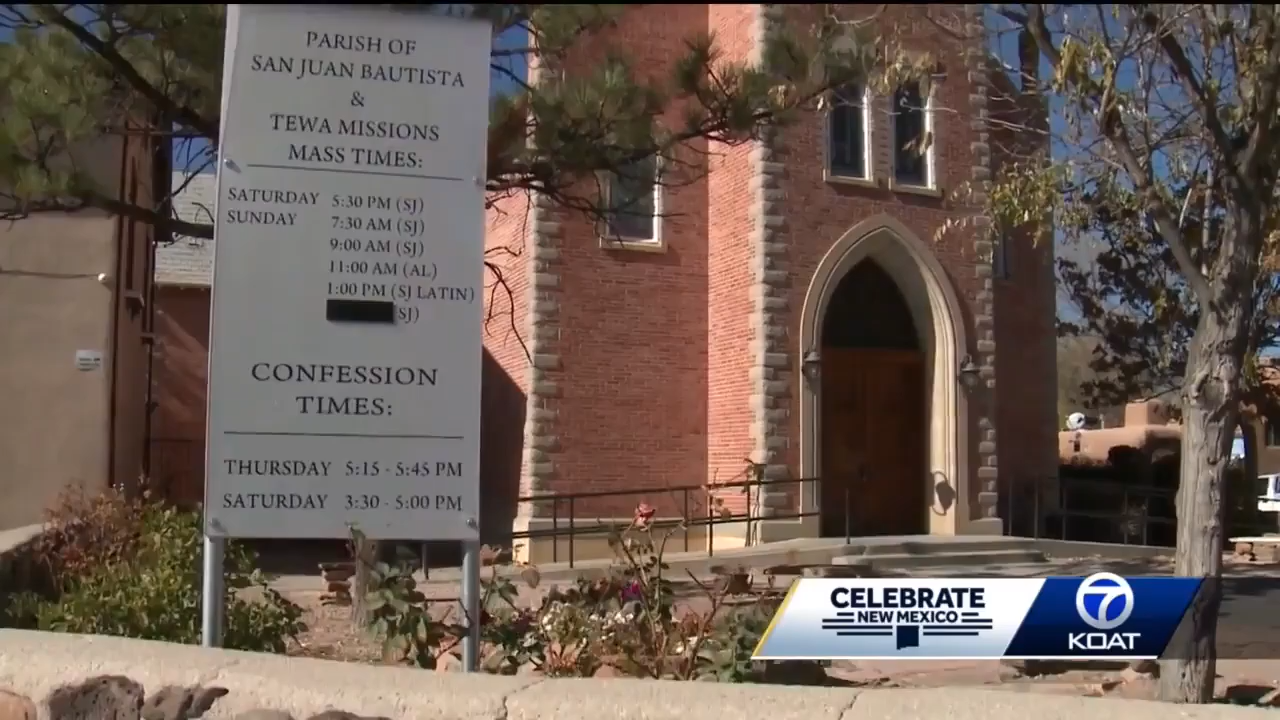 PARISH OF
SAN JUAN BAUTISTA
&
TEWA MISSIONS
MASS TIMES:
SATURDAY 5:30 PM (SJ)
SUNDAY 7:30 AM (SJ)
9:00 AM (SJ)
11:00 AM (AL)
1:00 PM (SJ LATIN)
(SJ)
CONFESSION
TIMES:
THURSDAY 5:15 - 5:45 PM
SATURDAY 3:30 - 5:00 PM
CELEBRATE
NEW MEXICO
7
KOAT